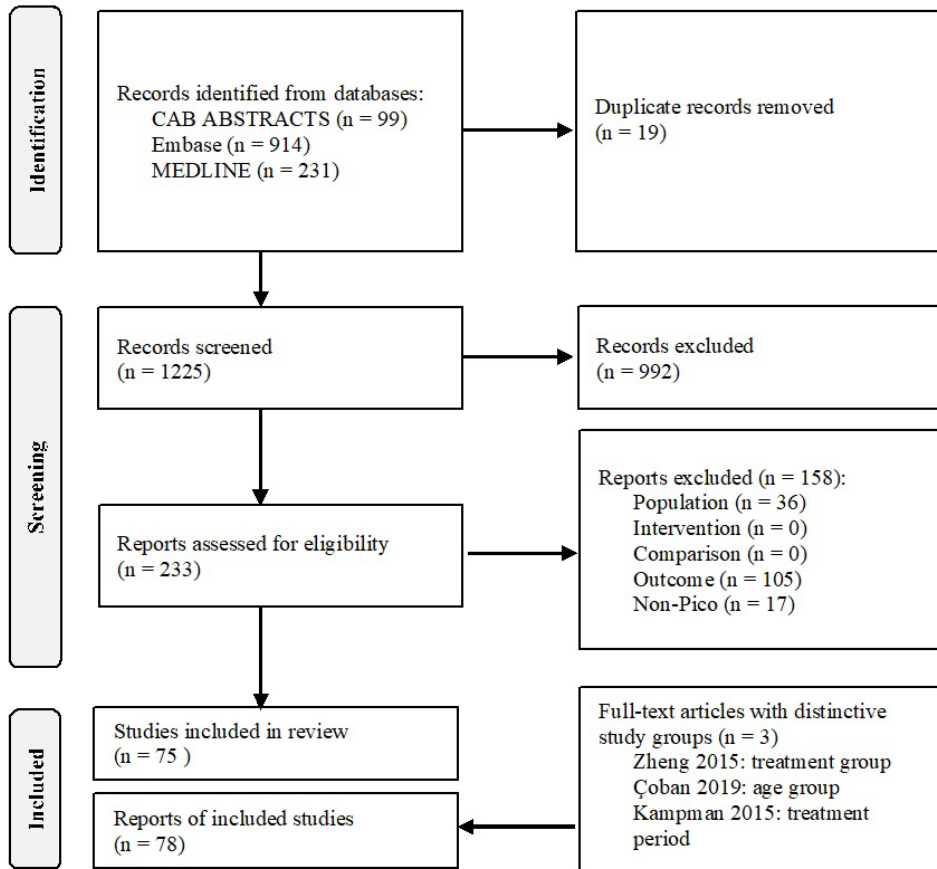 Identification
Records identified from databases:
CAB ABSTRACTS (n = 99)
Embase (n = 914)
MEDLINE (n = 231)
Duplicate records removed
(n = 19)
Screening
Records screened
(n = 1225)
Records excluded
(n = 992)
Reports assessed for eligibility
(n = 233)
Reports excluded (n = 158):
Population (n = 36)
Intervention (n = 0)
Comparison (n = 0)
Outcome (n = 105)
Non-Pico (n = 17)
Included
Studies included in review
(n = 75 )
Reports of included studies
(n = 78)
Full-text articles with distinctive
study groups (n = 3)
Zheng 2015: treatment group
Çoban 2019: age group
Kampman 2015: treatment
period